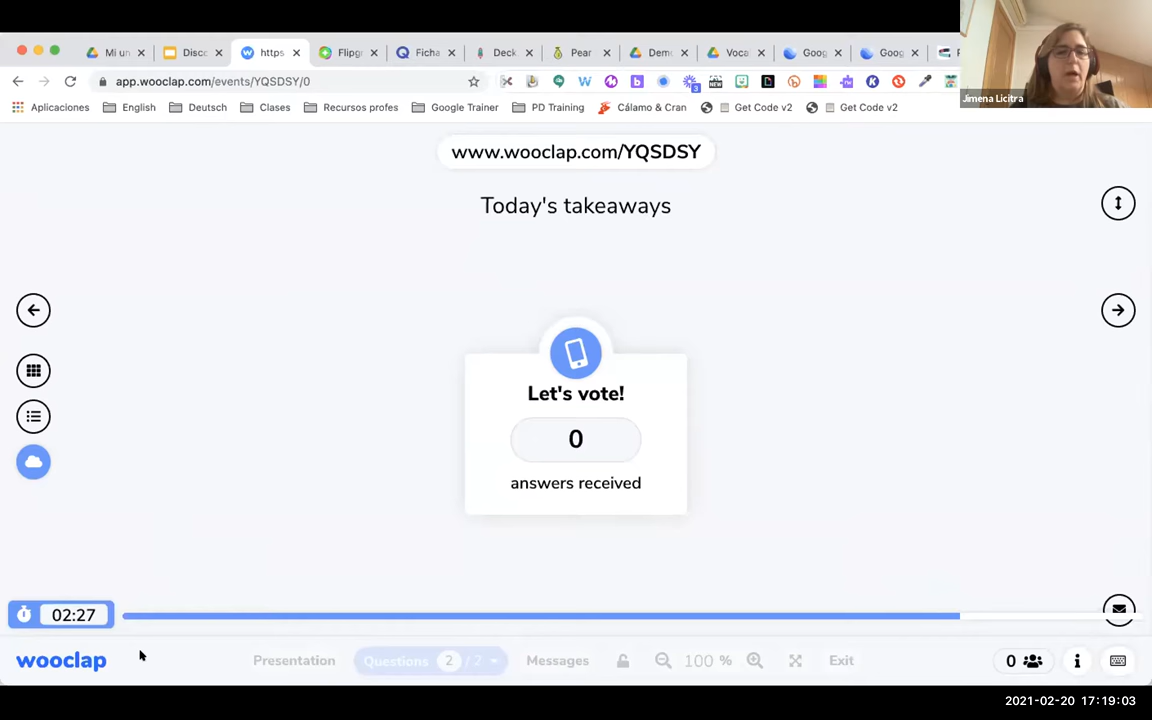 Mi un
Disco
https
Flipgr
Ficha
Deck
Pear
Demo
Voca
Goog
Goog
app.wooclap.com/events/YQSDSY/0
Aplicaciones
English
Deutsch
Clases
Recursos profes
Google Trainer
PD Training
Cálamo & Cran
Get Code v2
Get Code v2
Jimena Licitra
www.wooclap.com/YQSDSY
Today's takeaways
Let's vote!
0
answers received
02:27
wooclap
Presentation
Questions 2 / 2
Messages
100 %
Exit
0
2021-02-20 17:19:03